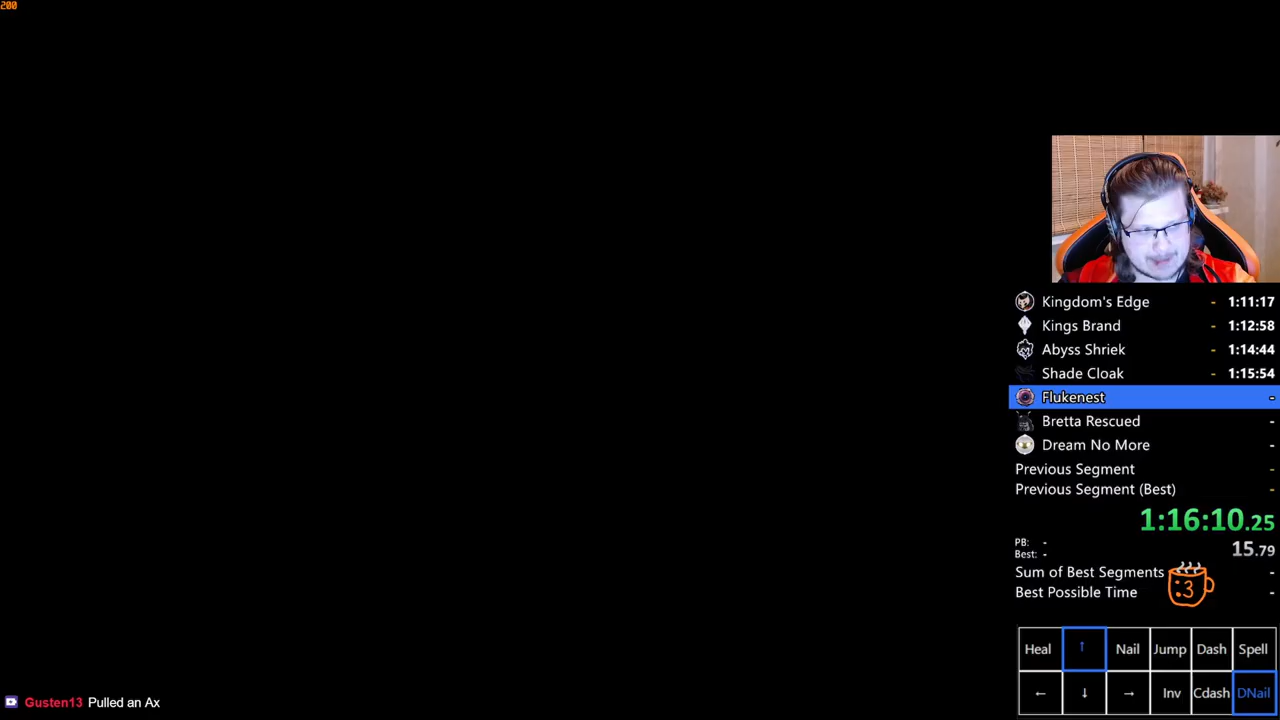 200
Kingdom's Edge - 1:11:17
Kings Brand - 1:12:58
Abyss Shriek - 1:14:44
Shade Cloak - 1:15:54
Flukenest -
Bretta Rescued -
Dream No More -
Previous Segment -
Previous Segment (Best) -
1:16:10.25
PB: -
15.79
Best: -
Sum of Best Segments -
:3
Best Possible Time -
Heal ↑ Nail Jump Dash Spell
← ↓ → Inv Cdash DNail
Gusten13 Pulled an Ax